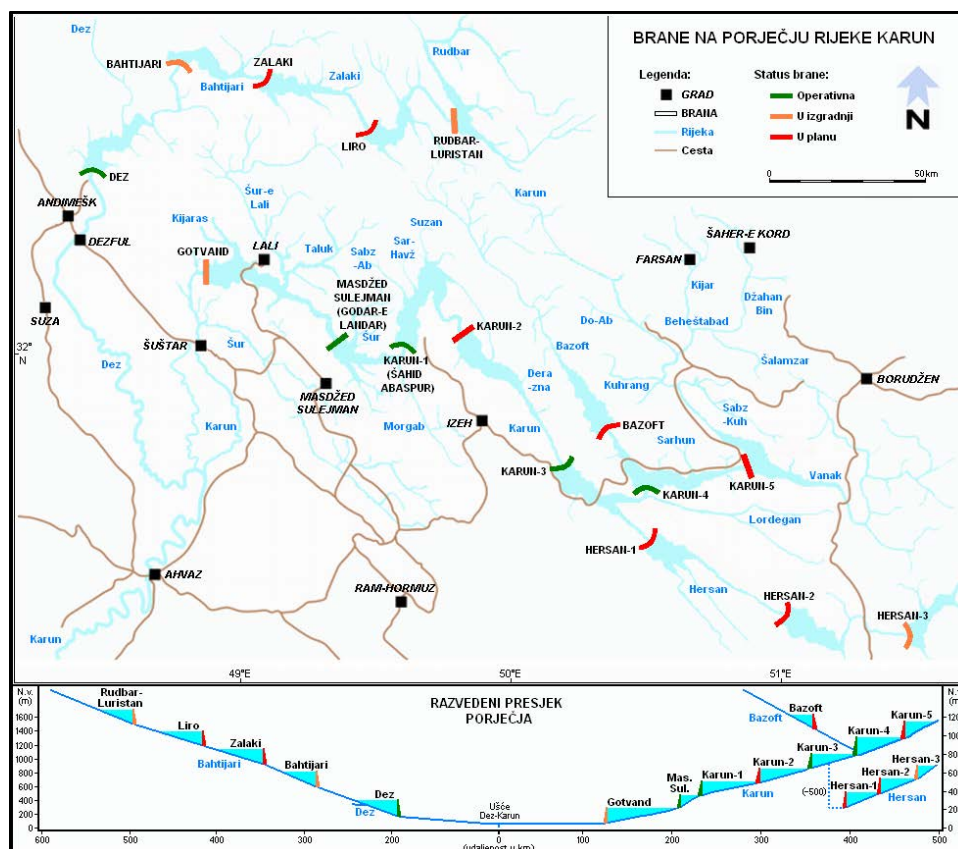 BRANE NA PORJEČJU RIJEKE KARUN
Legenda:
GRAD
BRANA
Rijeka
Cesta
Status brane:
Operativna
U izgradnji
U planu
N
0
50km
Dez
BAHTIJARI
ZALAKI
Bahtijari
Zalaki
Rudbar
LIRO
RUDBAR-
LURISTAN
DEZ
ANDIMEŠK
DEZFUL
Kijaras
Šur-e
Lali
GOTVAND
LALI
Taluk
Sabz
-Ab
Sar-
Havž
Suzan
Karun
ŠAHER-E KORD
FARSAN
Kijar
Džahan
Bin
Beheštabad
MASDŽED
SULEJMAN
(GODAR-E
LANDAR)
SUZA
Šur
KARUN-2
Do-Ab
Bazoft
Šalamzar
32°
N
ŠUŠTAR
Šur
KARUN-1
(ŠAHID
ABASPUR)
Dez
MASDŽED
SULEJMAN
Dera
-zna
Kuhrang
BORUDŽEN
Karun
Morgab
IZEH
Karun
BAZOFT
Sabz
-Kuh
Sarhun
KARUN-3
KARUN-4
KARUN-5
Vanak
Lordegan
HERSAN-1
AHVAZ
RAM-HORMUZ
Hersan
HERSAN-2
HERSAN-3
Karun
49°E
50°E
51°E
N.v.
(m)
RAZVEDENI PRESJEK
PORJEČJA
N.v.
(m)
1600
1400
1200
1000
800
600
400
200
0
Rudbar-
Luristan
Liro
Zalaki
Bahtijari
Bahtijari
Dez
Dez
Ušće
Dez-Karun
Gotvand
Mas.
Sul.
Karun-1
Karun-2
Karun
Karun-3
Bazoft
Bazoft
Karun-4
Karun-5
(-500)
Hersan-1
Hersan-2
Hersan-3
Hersan
600
500
400
300
200
100
0
100
200
300
400
500
(udaljenost u km)